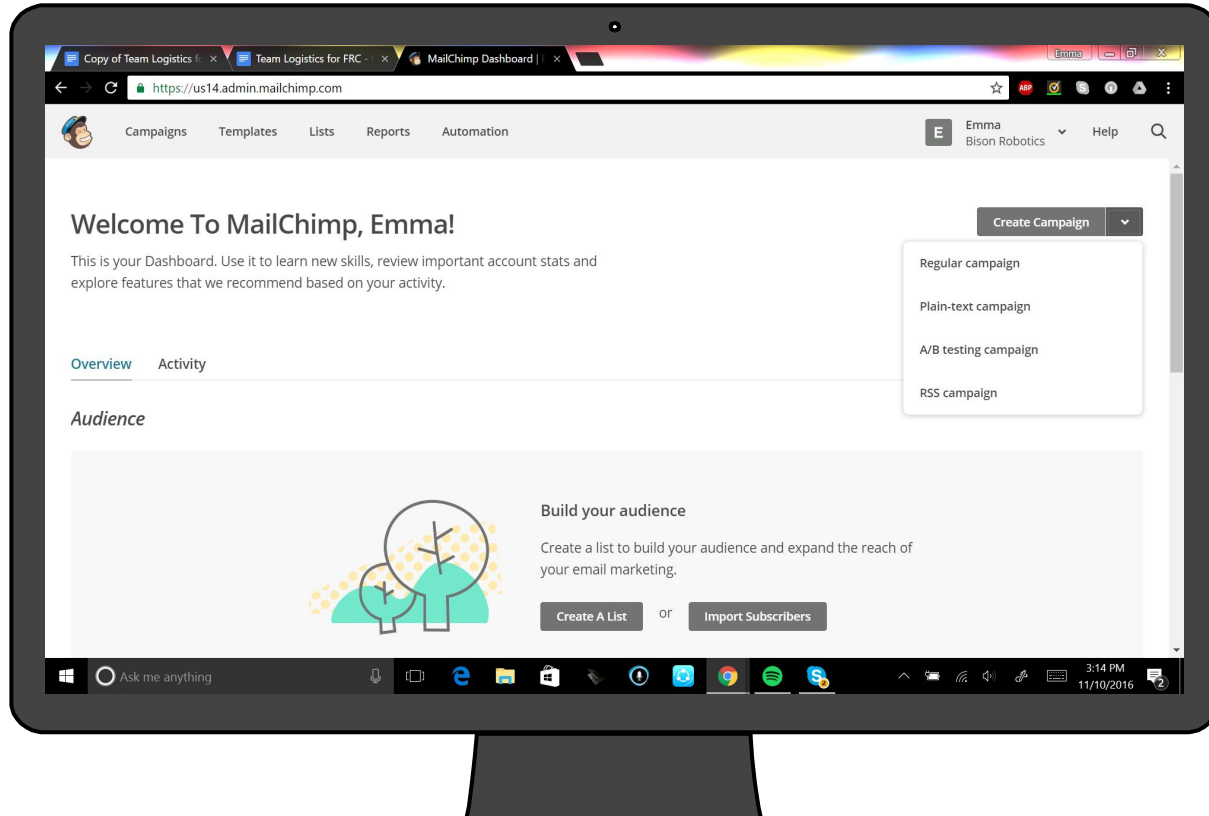 Copy of Team Logistics fo
Team Logistics for FRC - G
MailChimp Dashboard |
Emma
https://us14.admin.mailchimp.com
ABP
Campaigns Templates Lists Reports Automation
E
Emma
Bison Robotics
Help
Welcome To MailChimp, Emma!
Create Campaign
This is your Dashboard. Use it to learn new skills, review important account stats and
explore features that we recommend based on your activity.
Regular campaign
Plain-text campaign
A/B testing campaign
RSS campaign
Overview Activity
Audience
Build your audience
Create a list to build your audience and expand the reach of
your email marketing.
Create A List or Import Subscribers
Ask me anything
3:14 PM
11/10/2016
2
2